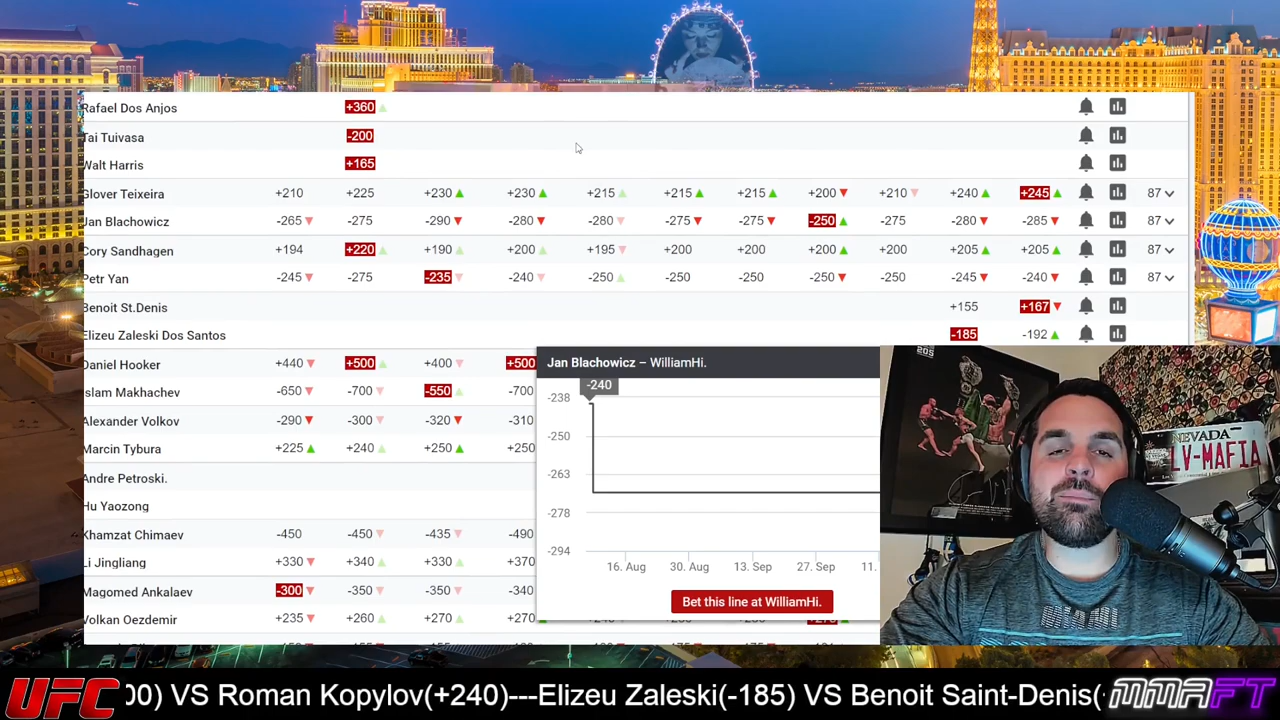 Rafael Dos Anjos +360
Tai Tuivasa -200
Walt Harris +165
Glover Teixeira +210 +225 +230 +230 +215 +215 +215 +200 +210 +240 +245 87
Jan Blachowicz -265 -275 -290 -280 -280 -275 -275 -250 -275 -280 -285 87
Cory Sandhagen +194 +220 +190 +200 +195 +200 +200 +200 +200 +205 +205 87
Petr Yan -245 -275 -235 -240 -250 -250 -250 -250 -250 -245 -240 87
Benoit St.Denis +155 +167
Elizeu Zaleski Dos Santos -185 -192
Daniel Hooker +440 +500 +400 +500
Islam Makhachev -650 -700 -550 -700
Alexander Volkov -290 -300 -320 -310
Marcin Tybura +225 +240 +250 +250
Andre Petroski.
Hu Yaozong
Khamzat Chimaev -450 -450 -435 -490
Li Jingliang +330 +340 +330 +370
Magomed Ankalaev -300 -350 -350 -340
Volkan Oezdemir +235 +260 +270 +270
Jan Blachowicz – WilliamHi.
-240
-238
-250
-263
-278
-294
16. Aug 30. Aug 13. Sep 27. Sep 11.
Bet this line at WilliamHi.
NEVADA
LV-MAFIA
UFC 00) VS Roman Kopylov(+240)---Elizeu Zaleski(-185) VS Benoit Saint-Denis( MMAFT